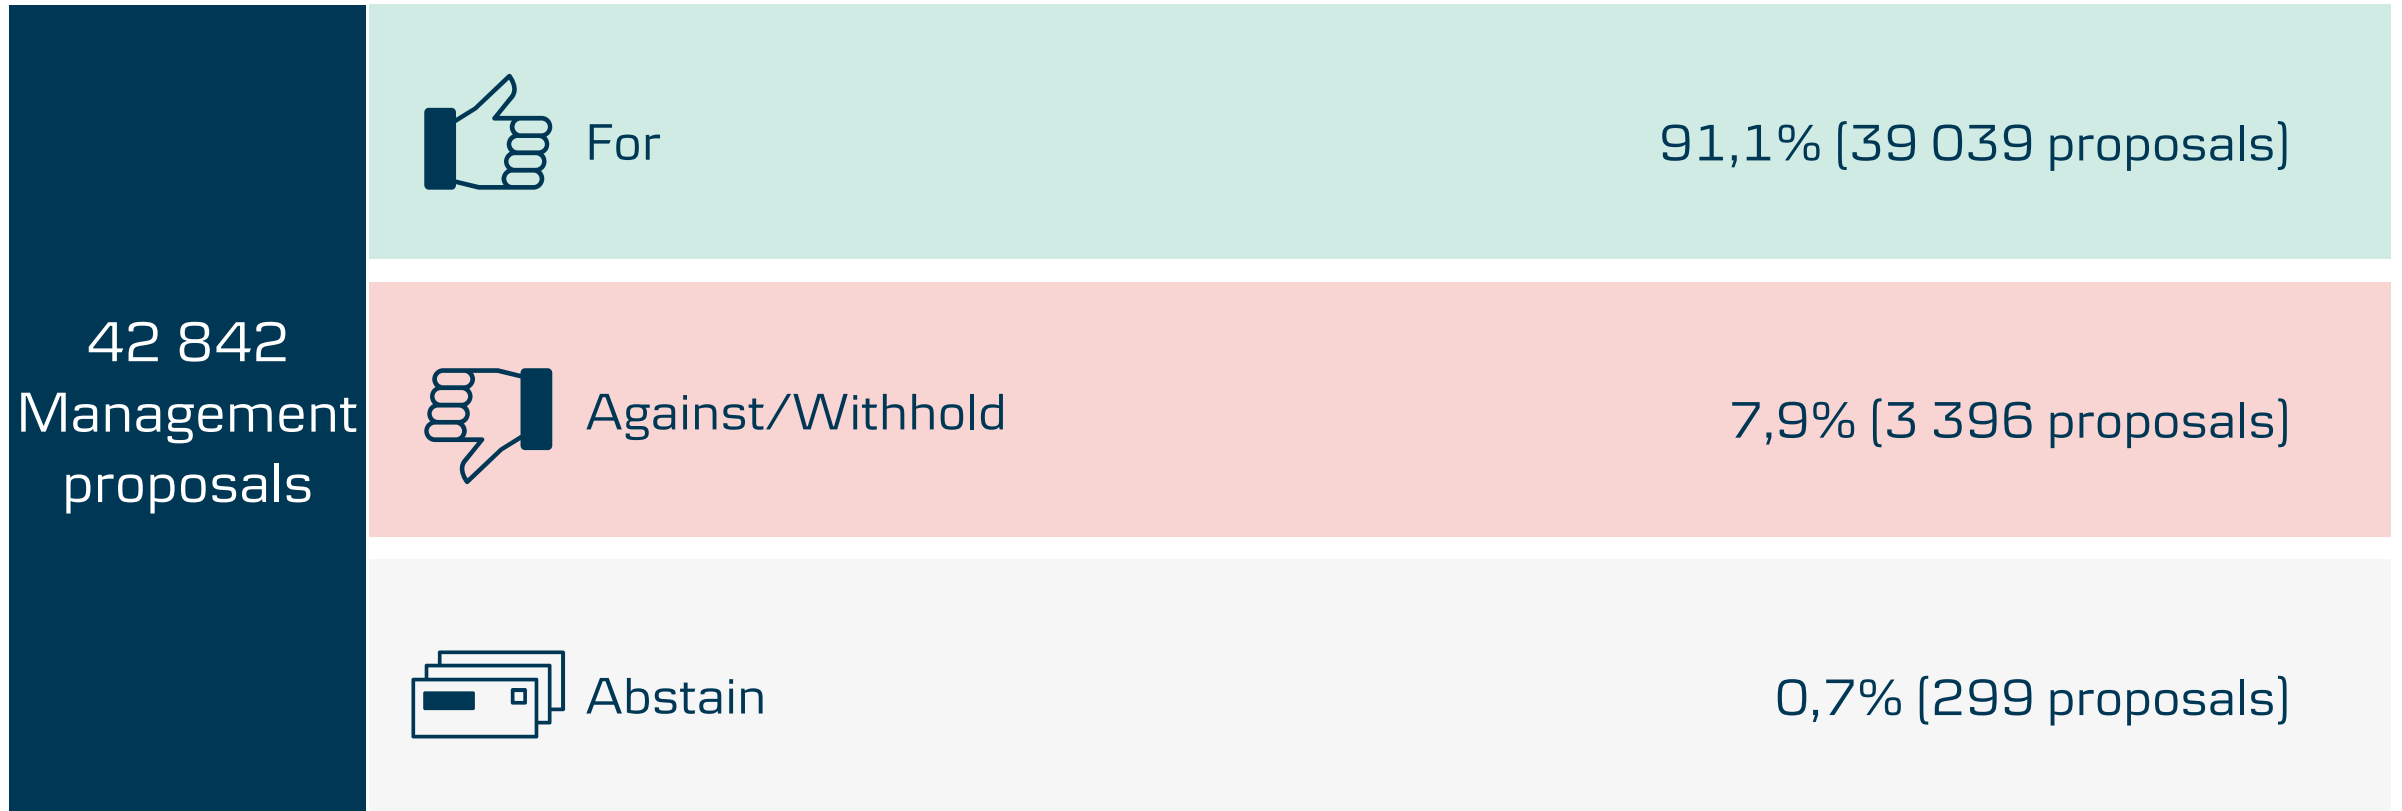 42 842
Management
proposals
For
91,1% (39 039 proposals)
Against/Withhold
7,9% (3 396 proposals)
Abstain
0,7% (299 proposals)